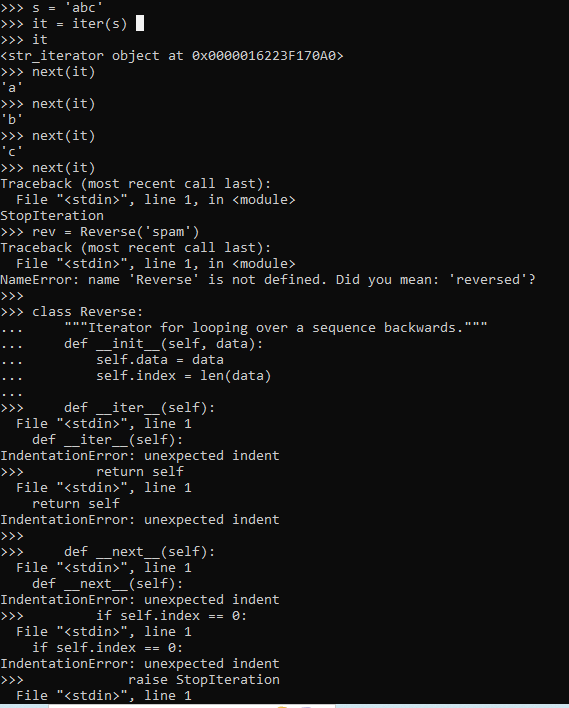 >>> s = 'abc'
>>> it = iter(s)
>>> it
<str_iterator object at 0x0000016223F170A0>
>>> next(it)
'a'
>>> next(it)
'b'
>>> next(it)
'c'
>>> next(it)
Traceback (most recent call last):
  File "<stdin>", line 1, in <module>
StopIteration
>>> rev = Reverse('spam')
Traceback (most recent call last):
  File "<stdin>", line 1, in <module>
NameError: name 'Reverse' is not defined. Did you mean: 'reversed'?
>>>
>>> class Reverse:
...     """Iterator for looping over a sequence backwards."""
...     def __init__(self, data):
...         self.data = data
...         self.index = len(data)
...
>>>     def __iter__(self):
  File "<stdin>", line 1
    def __iter__(self):
IndentationError: unexpected indent
>>>         return self
  File "<stdin>", line 1
    return self
IndentationError: unexpected indent
>>>
>>>     def __next__(self):
  File "<stdin>", line 1
    def __next__(self):
IndentationError: unexpected indent
>>>         if self.index == 0:
  File "<stdin>", line 1
    if self.index == 0:
IndentationError: unexpected indent
>>>             raise StopIteration
  File "<stdin>", line 1